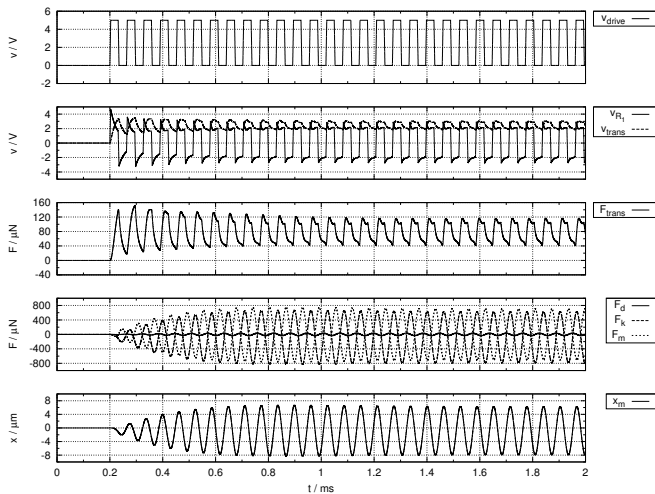 6
4
2
0
-2
v / V
v_drive
4
2
0
-2
-4
v / V
v_R1
v_trans
160
120
80
40
0
-40
F / μN
F_trans
800
400
0
-400
-800
F / μN
F_d
F_k
F_m
8
4
0
-4
-8
x / μm
x_m
0 0.2 0.4 0.6 0.8 1 1.2 1.4 1.6 1.8 2
t / ms